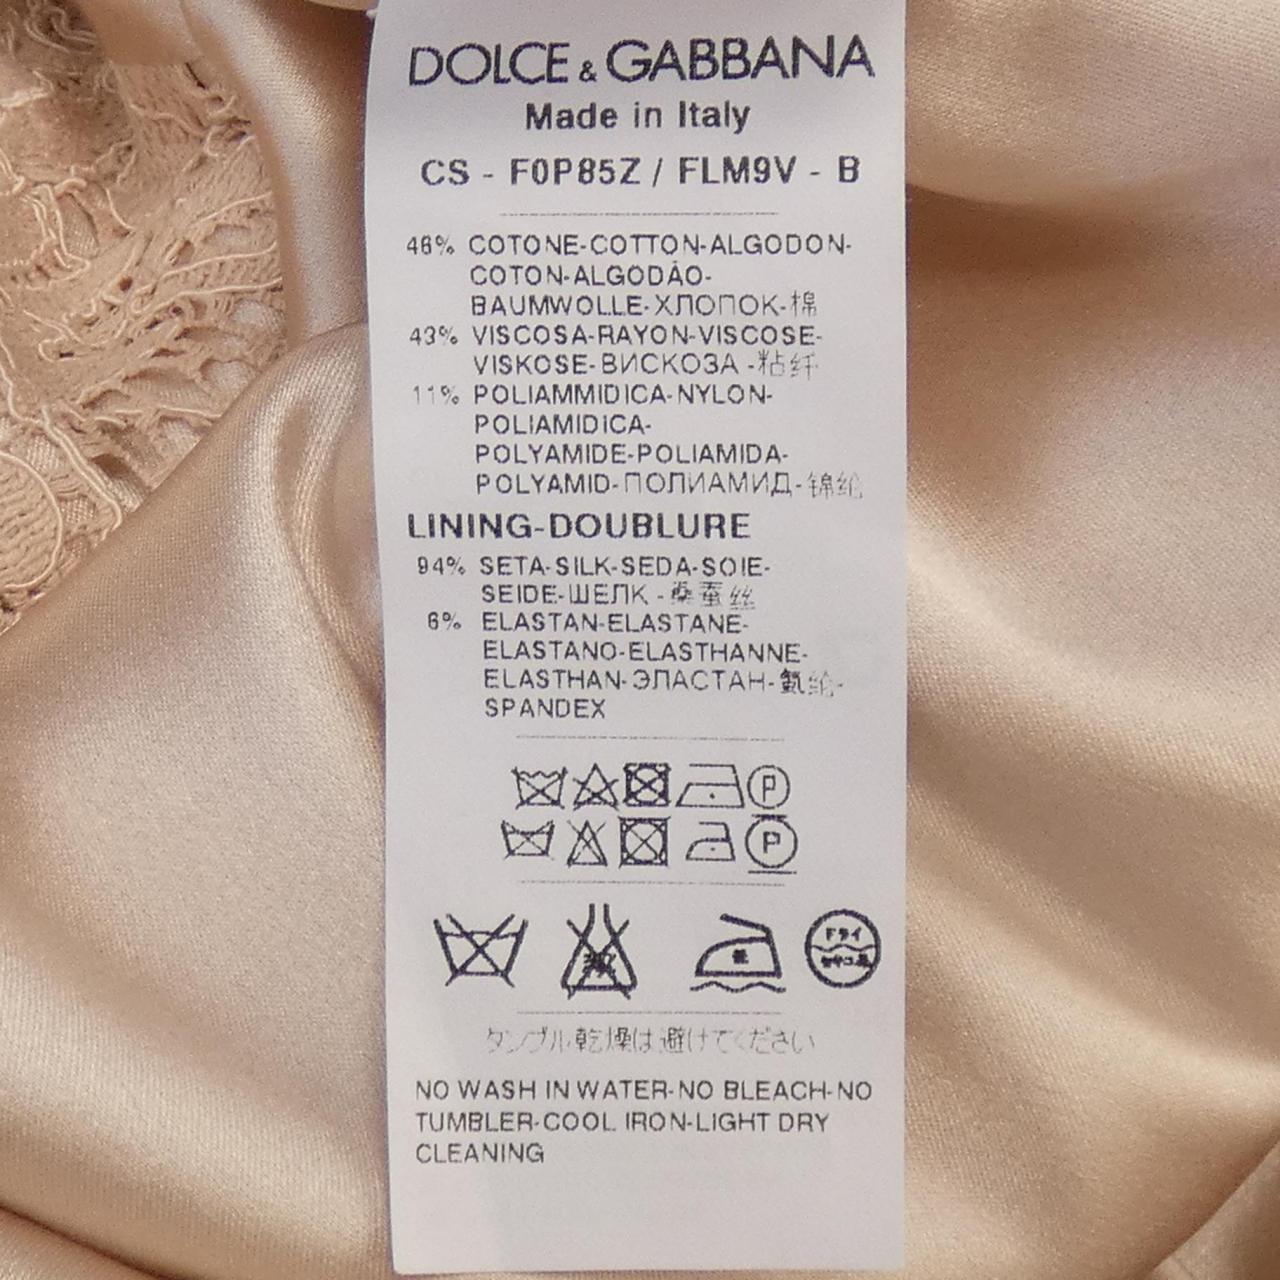 DOLCE & GABBANA
Made in Italy
CS - F0P85Z / FLM9V - B
46% COTONE-COTTON-ALGODON-
COTON-ALGODÃO-
BAUMWOLLE-ХЛОПОК-棉
43% VISCOSA-RAYON-VISCOSE-
VISKOSE-ВИСКОЗА -粘纤
11% POLIAMMIDICA-NYLON-
POLIAMIDICA-
POLYAMIDE-POLIAMIDA-
POLYAMID-ПОЛИАМИД-锦纶
LINING-DOUBLURE
94% SETA-SILK-SEDA-SOIE-
SEIDE-ШЕЛК -桑蚕丝
6% ELASTAN-ELASTANE-
ELASTANO-ELASTHANNE-
ELASTHAN-ЭЛАСТАН-氨纶-
SPANDEX
P
P
ドライ
タンブル乾燥は避けてください
NO WASH IN WATER-NO BLEACH-NO
TUMBLER-COOL IRON-LIGHT DRY
CLEANING